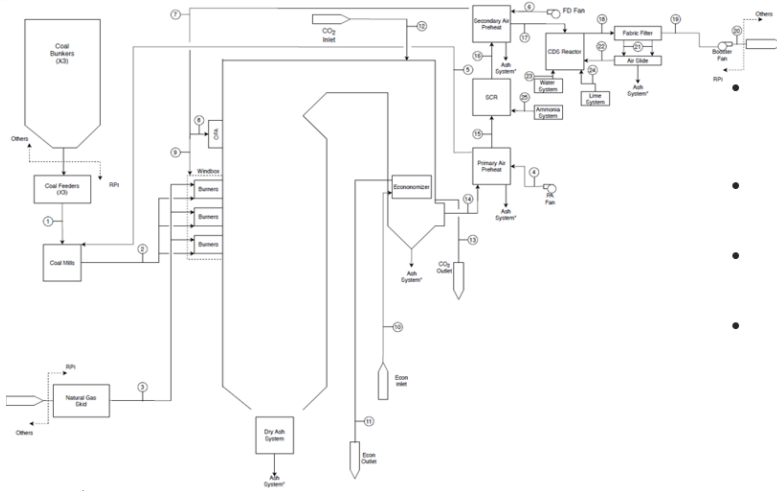 7
CO₂
Inlet
12
Secondary Air
Preheat
6
FD Fan
17
18
Fabric Filter
19
20
Others
Coal
Bunkers
(X3)
5
16
Ash
System*
CDS Reactor
22
21
Air Glide
Booster
Fan
RPi
23
Water
System
24
Lime
System
Ash
System*
SCR
25
Ammonia
System
8
OFA
9
15
Others
RPi
Windbox
Coal Feeders
(X3)
Burners
Burners
Burners
Primary Air
Preheat
4
PA
Fan
Econonomizer
14
Ash
System*
1
2
Coal Mills
13
Ash
System*
CO₂
Outlet
10
RPi
Natural Gas
Skid
3
Others
Econ
Inlet
11
Dry Ash
System
Ash
System*
Econ
Outlet